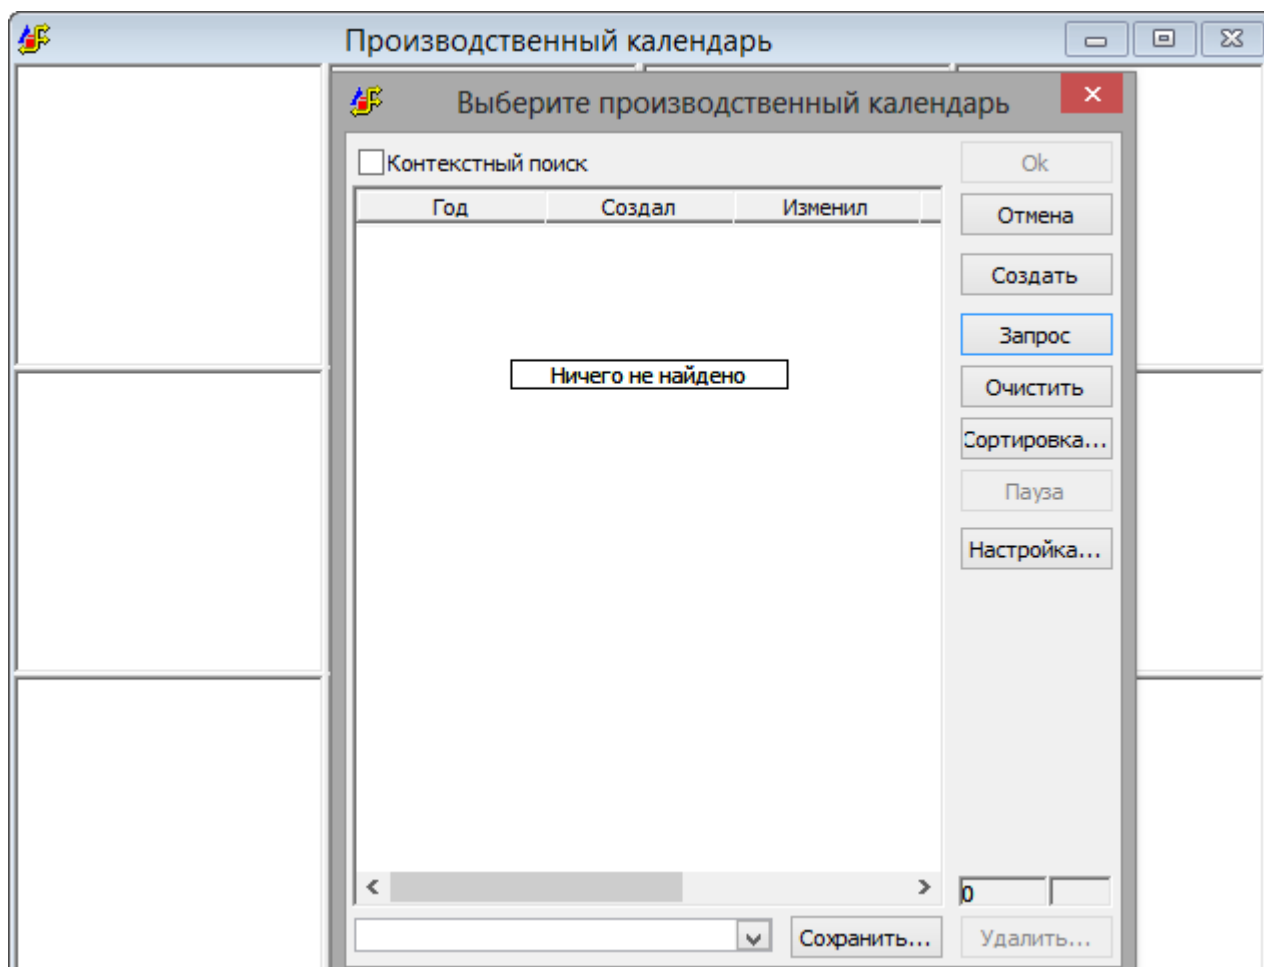 Производственный календарь
Выберите производственный календарь
Контекстный поиск
Ok
Год Создал Изменил
Отмена
Создать
Запрос
Ничего не найдено
Очистить
Сортировка...
Пауза
Настройка...
0
Сохранить...
Удалить...